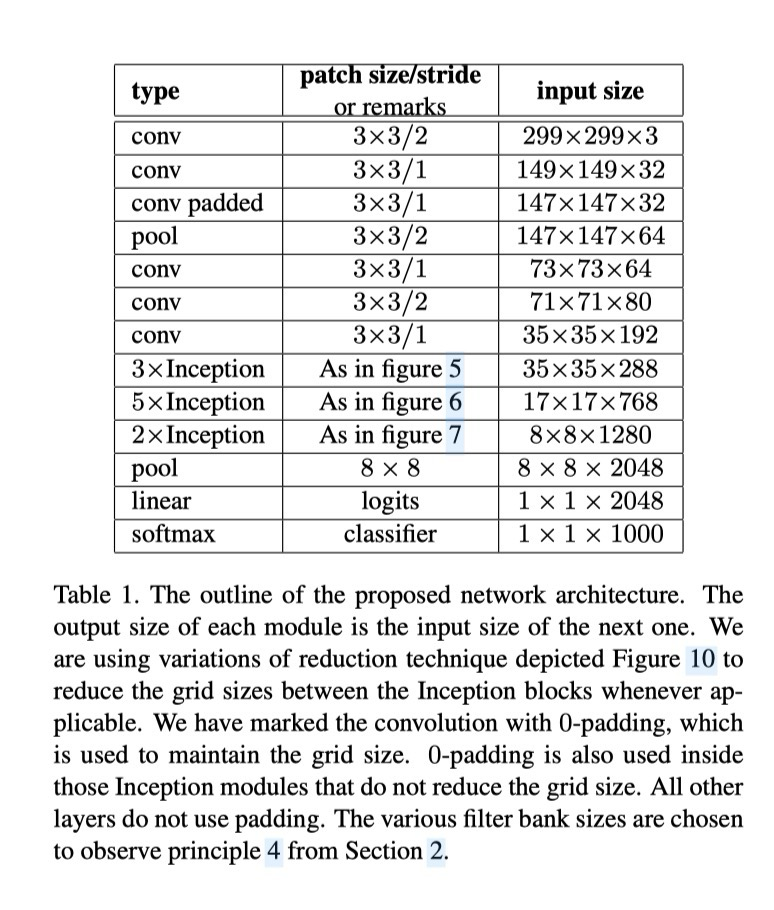 type patch size/stride or remarks input size
conv 3×3/2 299×299×3
conv 3×3/1 149×149×32
conv padded 3×3/1 147×147×32
pool 3×3/2 147×147×64
conv 3×3/1 73×73×64
conv 3×3/2 71×71×80
conv 3×3/1 35×35×192
3×Inception As in figure 5 35×35×288
5×Inception As in figure 6 17×17×768
2×Inception As in figure 7 8×8×1280
pool 8 × 8 8 × 8 × 2048
linear logits 1 × 1 × 2048
softmax classifier 1 × 1 × 1000
Table 1. The outline of the proposed network architecture. The
output size of each module is the input size of the next one. We
are using variations of reduction technique depicted Figure 10 to
reduce the grid sizes between the Inception blocks whenever ap-
plicable. We have marked the convolution with 0-padding, which
is used to maintain the grid size. 0-padding is also used inside
those Inception modules that do not reduce the grid size. All other
layers do not use padding. The various filter bank sizes are chosen
to observe principle 4 from Section 2.